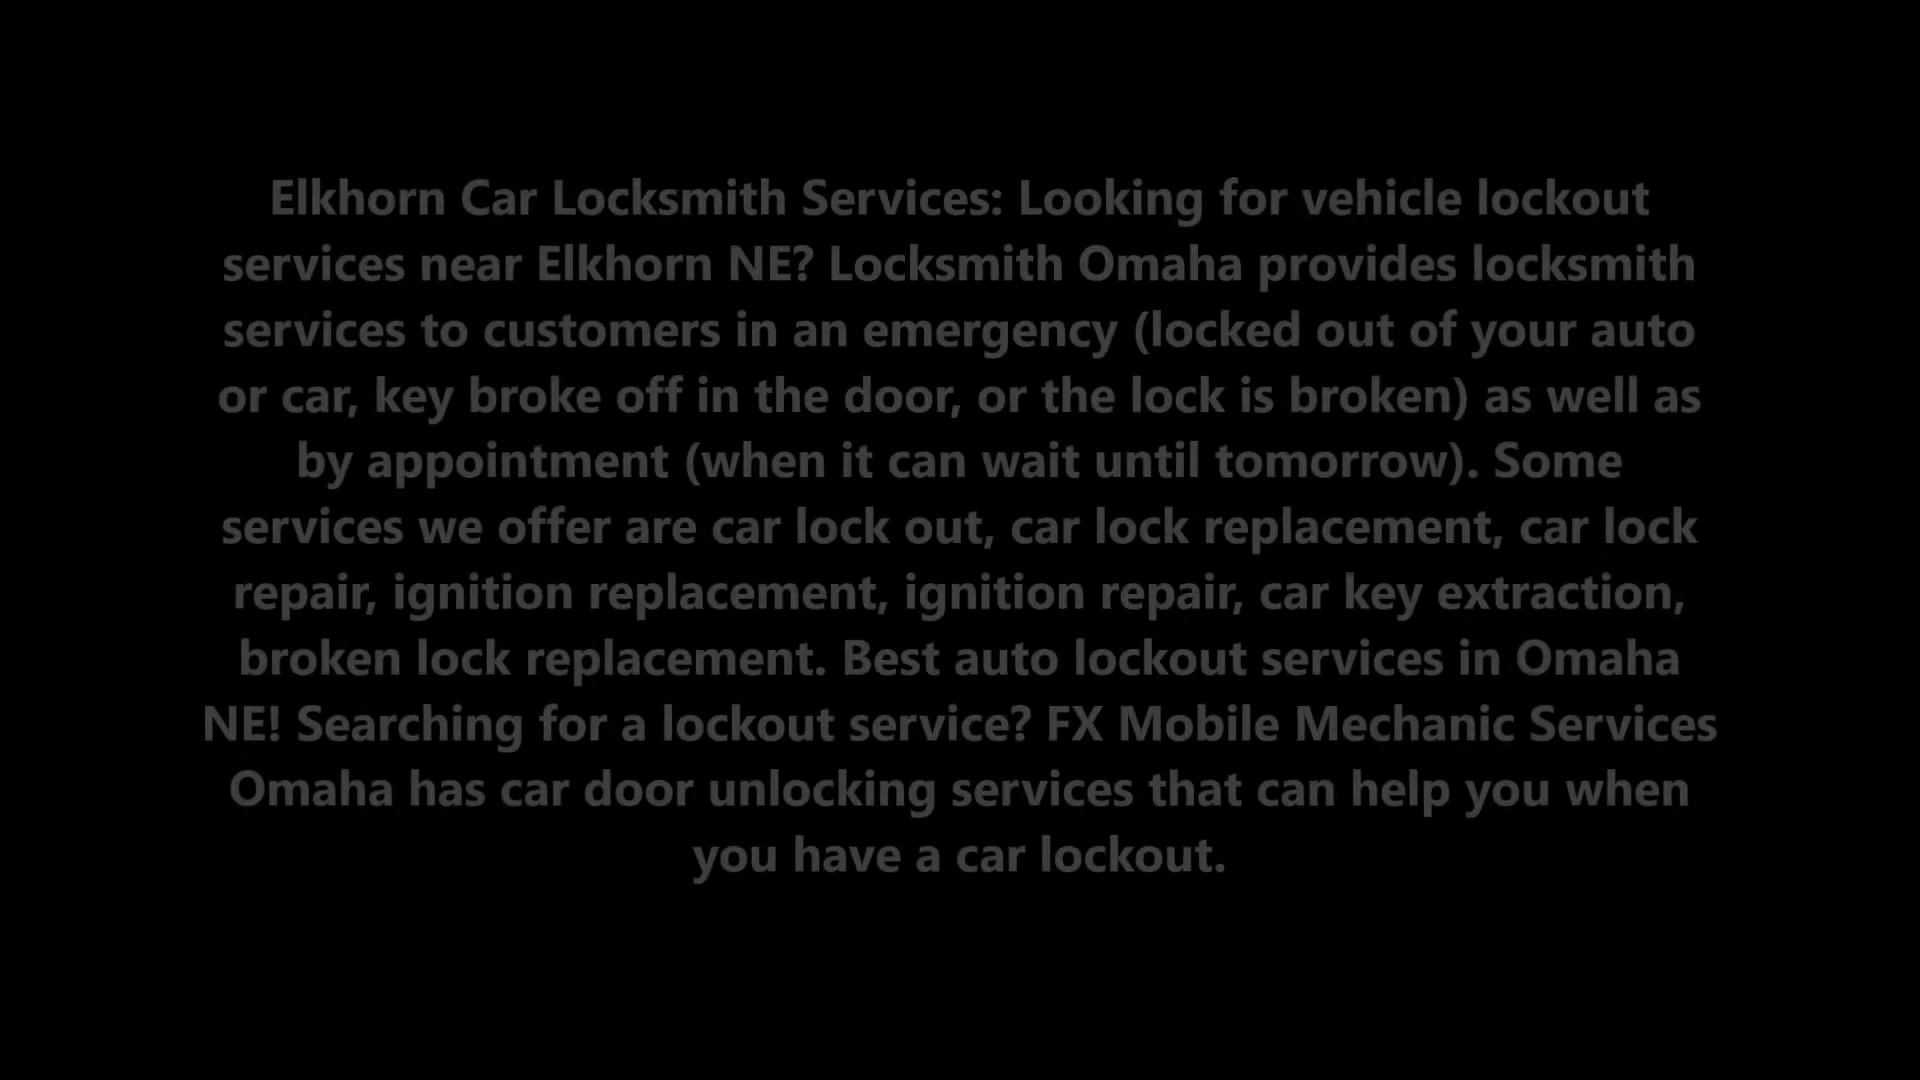 Elkhorn Car Locksmith Services: Looking for vehicle lockout
services near Elkhorn NE? Locksmith Omaha provides locksmith
services to customers in an emergency (locked out of your auto
or car, key broke off in the door, or the lock is broken) as well as
by appointment (when it can wait until tomorrow). Some
services we offer are car lock out, car lock replacement, car lock
repair, ignition replacement, ignition repair, car key extraction,
broken lock replacement. Best auto lockout services in Omaha
NE! Searching for a lockout service? FX Mobile Mechanic Services
Omaha has car door unlocking services that can help you when
you have a car lockout.